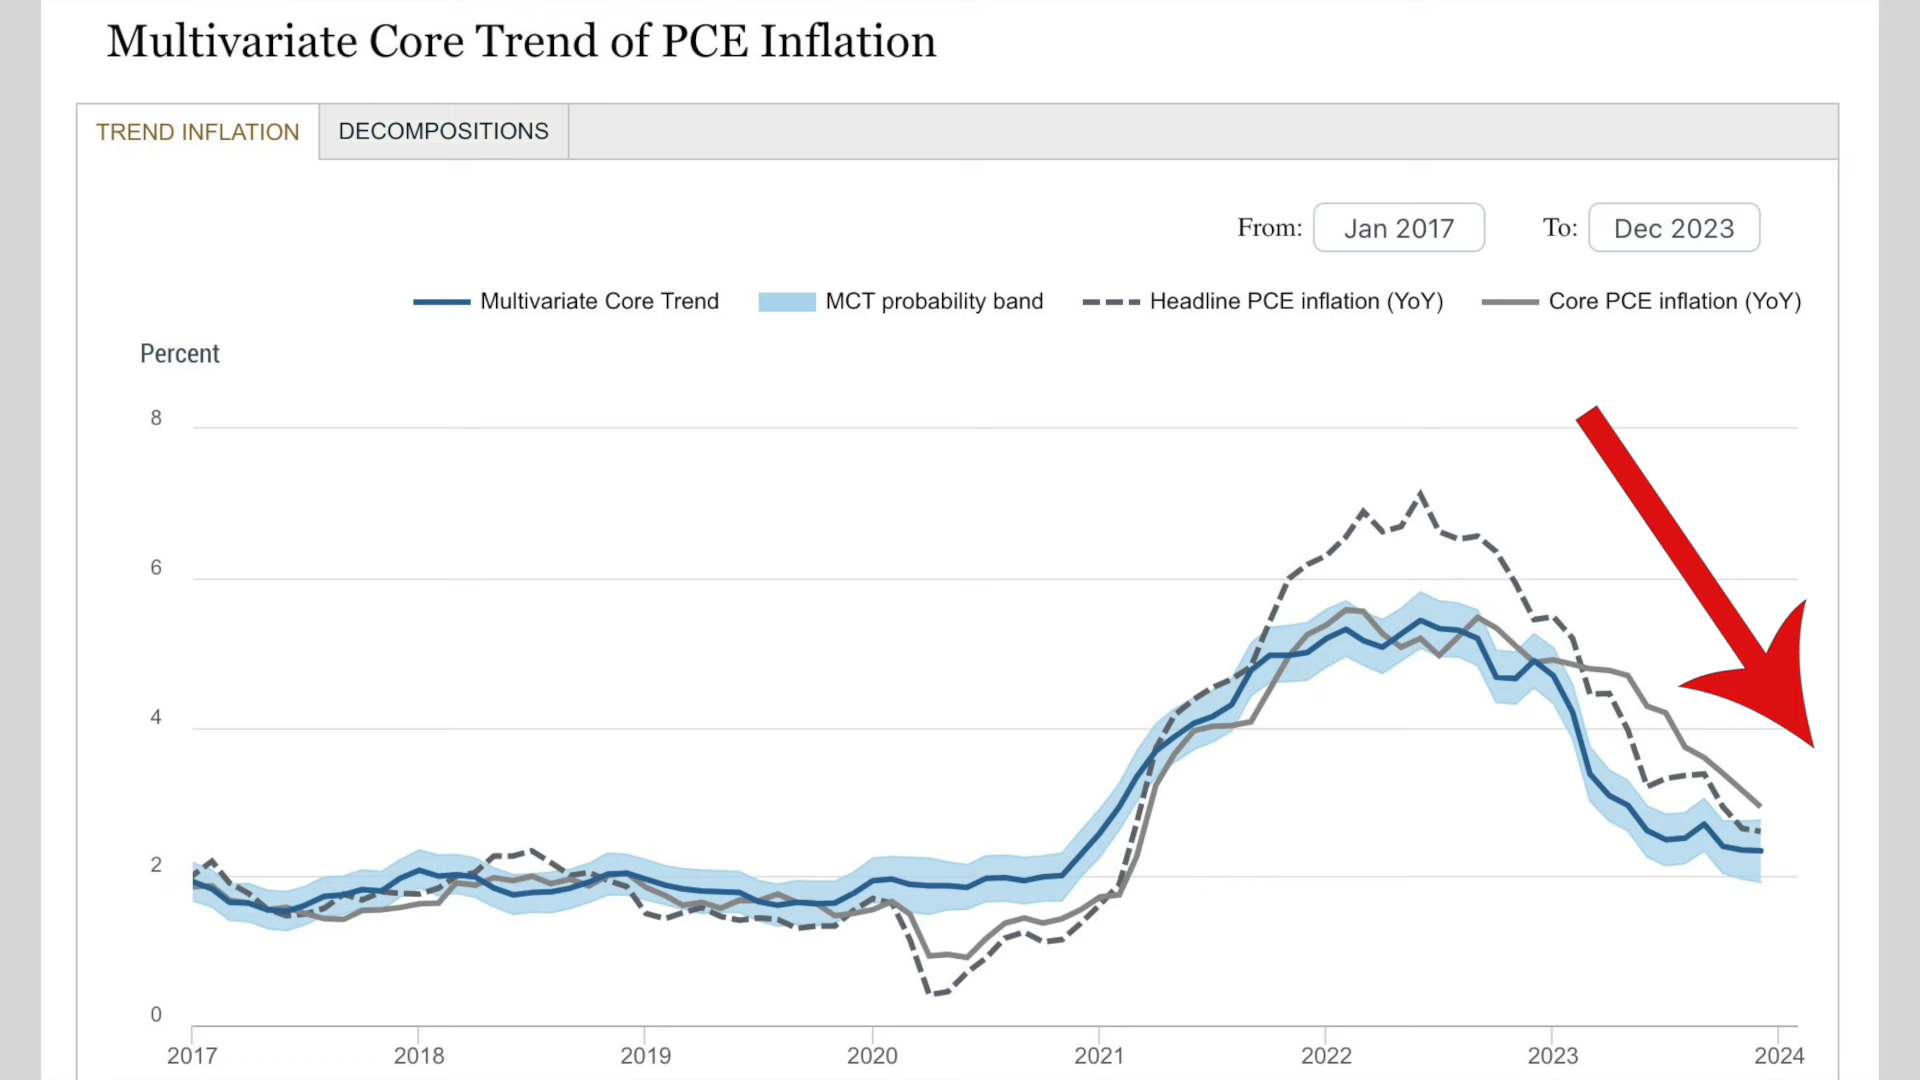 Multivariate Core Trend of PCE Inflation
TREND INFLATION DECOMPOSITIONS
From: Jan 2017 To: Dec 2023
Multivariate Core Trend MCT probability band Headline PCE inflation (YoY) Core PCE inflation (YoY)
Percent
8
6
4
2
0
2017 2018 2019 2020 2021 2022 2023 2024